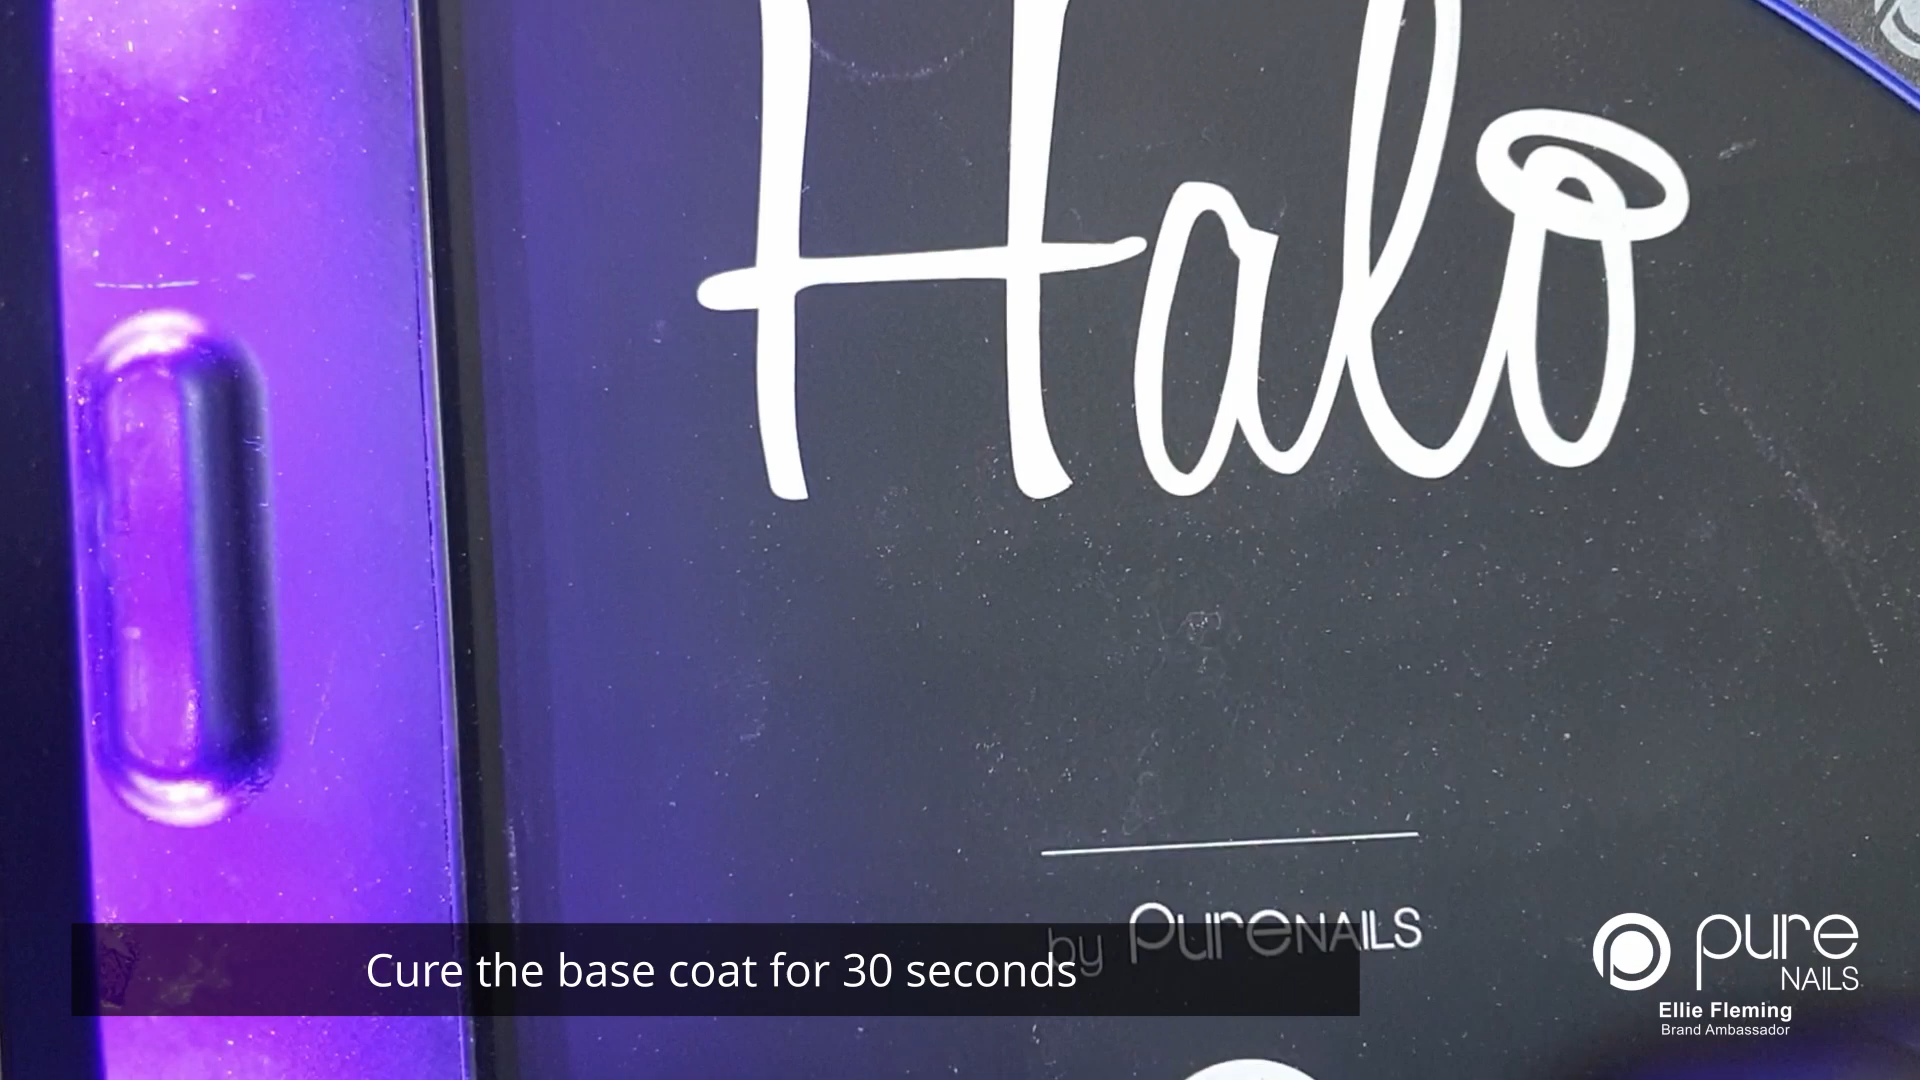 Halo
by PureNAILS
Cure the base coat for 30 seconds
pure
NAILS
Ellie Fleming
Brand Ambassador